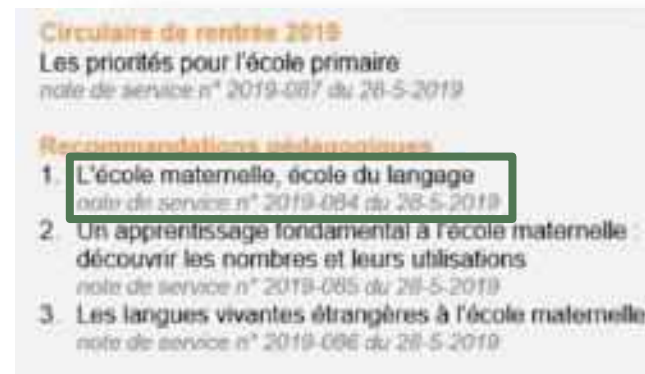 Circulaire de rentrée 2019
Les priorités pour l'école primaire
note de service n° 2019-087 du 28-5-2019
Recommandations pédagogiques
1. L'école maternelle, école du langage
note de service n° 2019-084 du 28-5-2019
2. Un apprentissage fondamental à l'école maternelle :
découvrir les nombres et leurs utilisations
note de service n° 2019-085 du 28-5-2019
3. Les langues vivantes étrangères à l'école maternelle
note de service n° 2019-086 du 28-5-2019